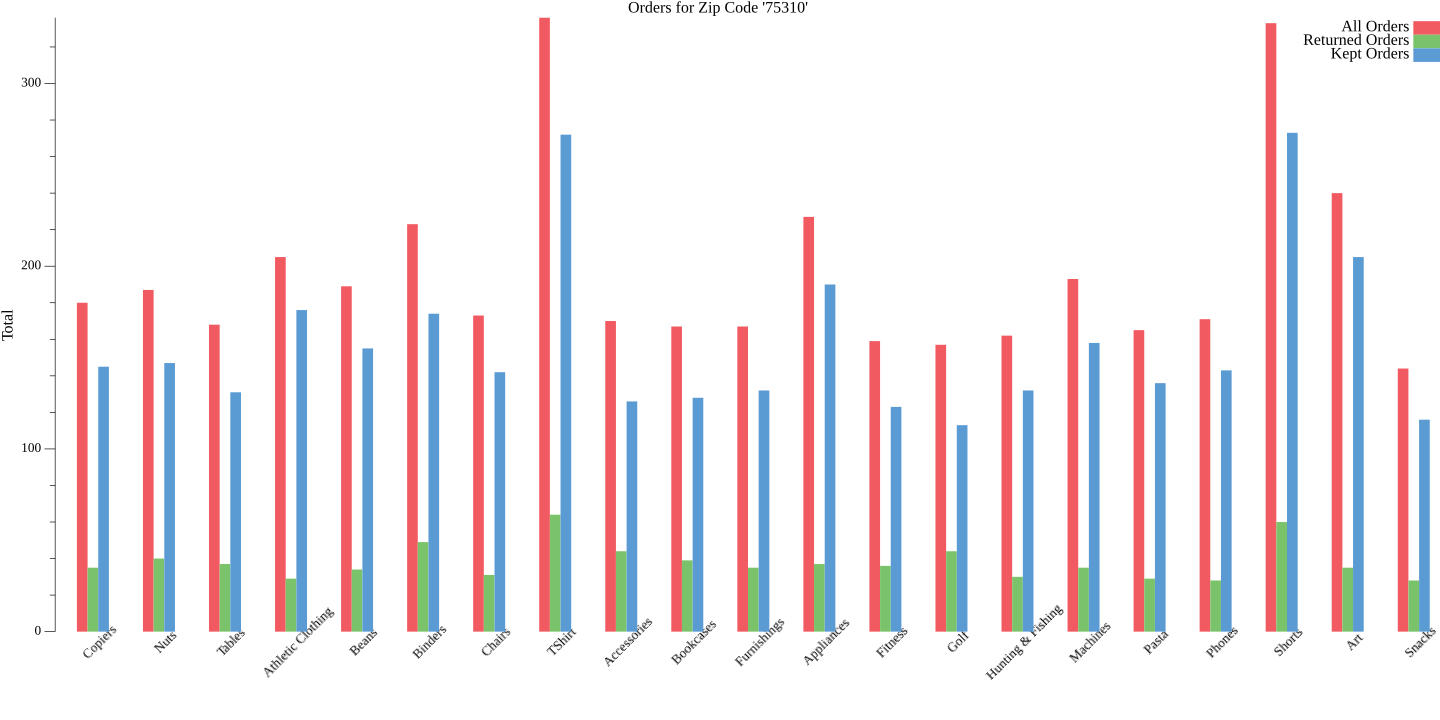 Orders for Zip Code '75310'
All Orders
Returned Orders
Kept Orders
Total
300
200
100
0
Copiers
Nuts
Tables
Athletic Clothing
Beans
Binders
Chairs
TShirt
Accessories
Bookcases
Furnishings
Appliances
Fitness
Golf
Hunting & Fishing
Machines
Pasta
Phones
Shorts
Art
Snacks